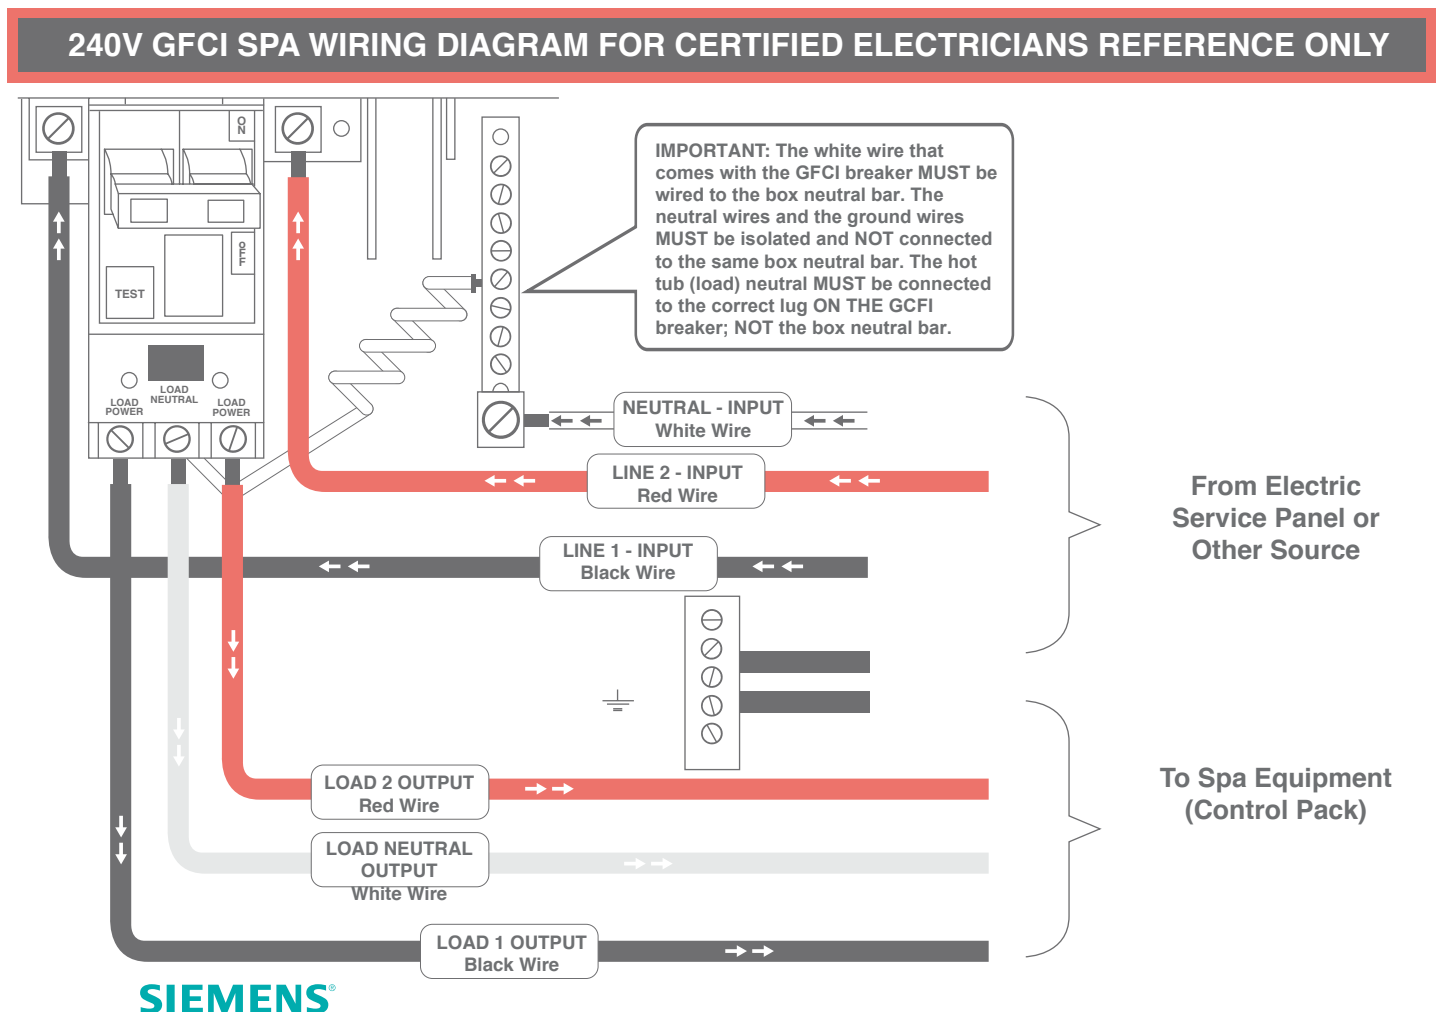 240V GFCI SPA WIRING DIAGRAM FOR CERTIFIED ELECTRICIANS REFERENCE ONLY
ON
OFF
TEST
LOAD
NEUTRAL
LOAD
POWER
LOAD
POWER
IMPORTANT: The white wire that
comes with the GFCI breaker MUST be
wired to the box neutral bar. The
neutral wires and the ground wires
MUST be isolated and NOT connected
to the same box neutral bar. The hot
tub (load) neutral MUST be connected
to the correct lug ON THE GCFI
breaker; NOT the box neutral bar.
NEUTRAL - INPUT
White Wire
LINE 2 - INPUT
Red Wire
LINE 1 - INPUT
Black Wire
From Electric
Service Panel or
Other Source
LOAD 2 OUTPUT
Red Wire
LOAD NEUTRAL
OUTPUT
White Wire
LOAD 1 OUTPUT
Black Wire
To Spa Equipment
(Control Pack)
SIEMENS®